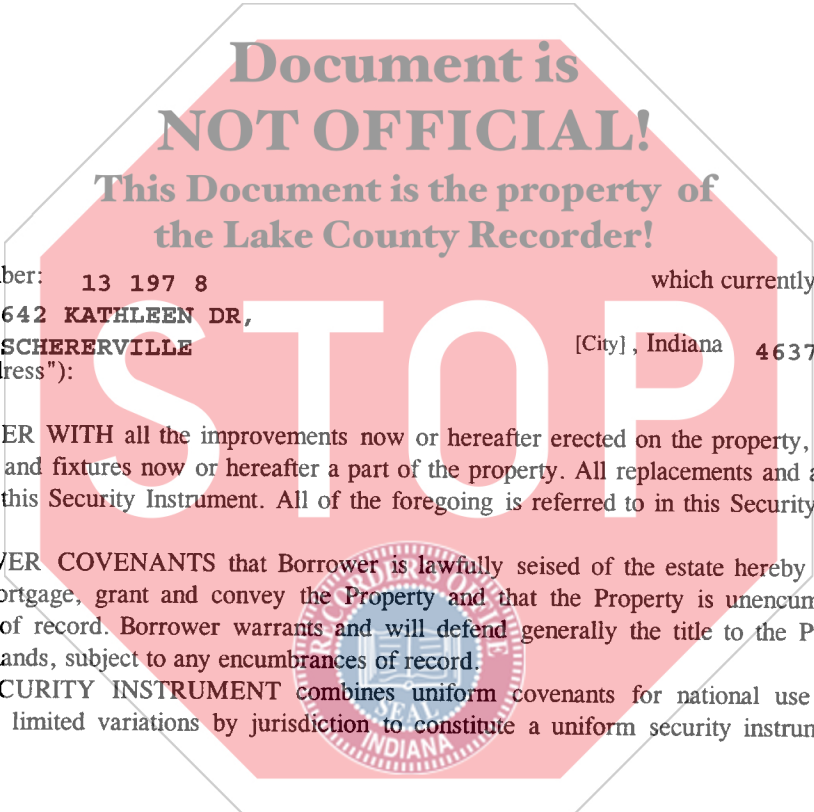 Document is
NOT OFFICIAL!
This Document is the property of
the Lake County Recorder!
ber: 13 197 8 which currently
642 KATHLEEN DR,
SCHERERVILLE [City] , Indiana 4637
ress"):
STOP
ER WITH all the improvements now or hereafter erected on the property,
and fixtures now or hereafter a part of the property. All replacements and a
this Security Instrument. All of the foregoing is referred to in this Security
VER COVENANTS that Borrower is lawfully seised of the estate hereby
ortgage, grant and convey the Property and that the Property is unencum
of record. Borrower warrants and will defend generally the title to the P
ands, subject to any encumbrances of record.
CURITY INSTRUMENT combines uniform covenants for national use
limited variations by jurisdiction to constitute a uniform security instrum
RECORDER'S OFFICE
SEAL
INDIANA